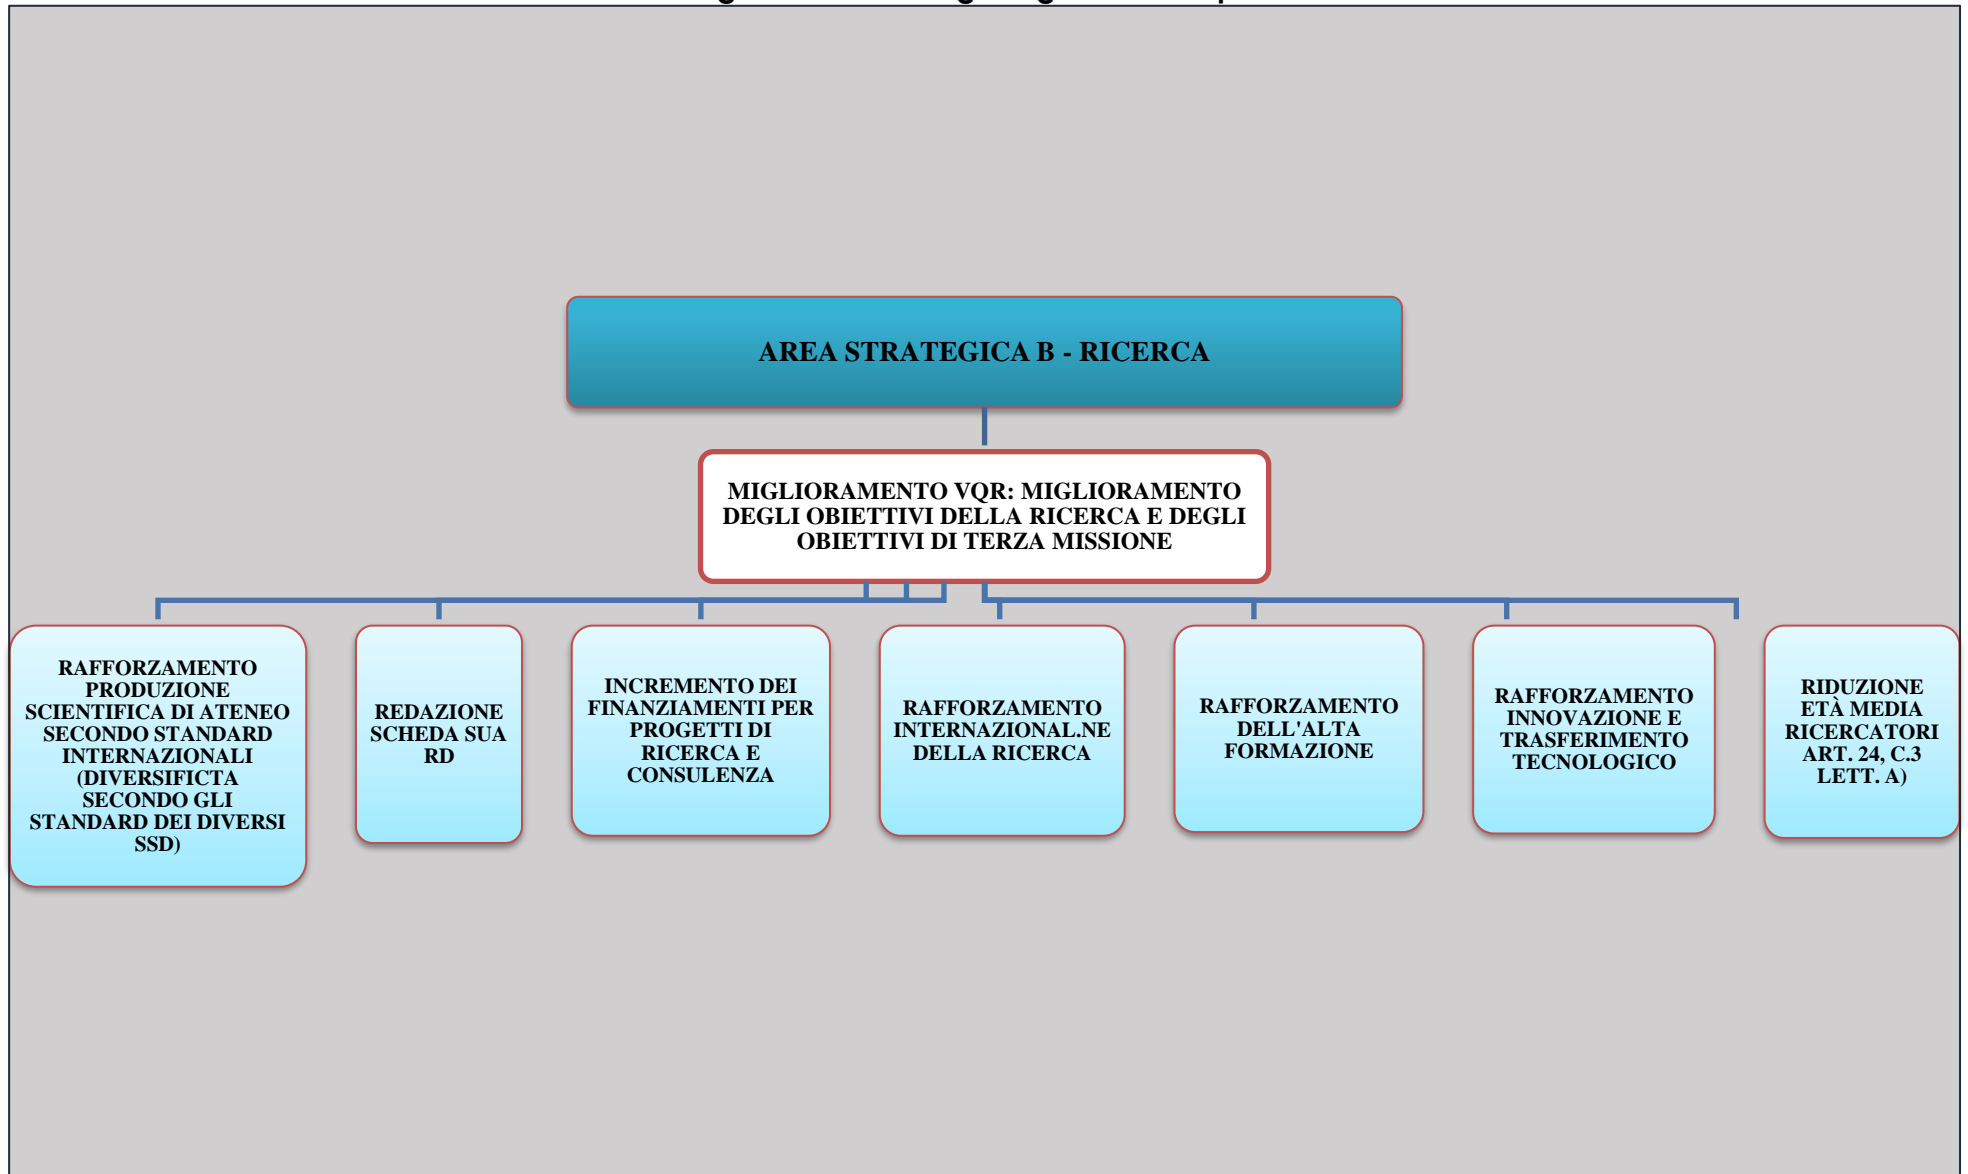 AREA STRATEGICA B - RICERCA
MIGLIORAMENTO VQR: MIGLIORAMENTO
DEGLI OBIETTIVI DELLA RICERCA E DEGLI
OBIETTIVI DI TERZA MISSIONE
RAFFORZAMENTO
PRODUZIONE
SCIENTIFICA DI ATENEO
SECONDO STANDARD
INTERNAZIONALI
(DIVERSIFICTA
SECONDO GLI
STANDARD DEI DIVERSI
SSD)
REDAZIONE
SCHEDA SUA
RD
INCREMENTO DEI
FINANZIAMENTI PER
PROGETTI DI
RICERCA E
CONSULENZA
RAFFORZAMENTO
INTERNAZIONAL.NE
DELLA RICERCA
RAFFORZAMENTO
DELL'ALTA
FORMAZIONE
RAFFORZAMENTO
INNOVAZIONE E
TRASFERIMENTO
TECNOLOGICO
RIDUZIONE
ETÀ MEDIA
RICERCATORI
ART. 24, C.3
LETT. A)